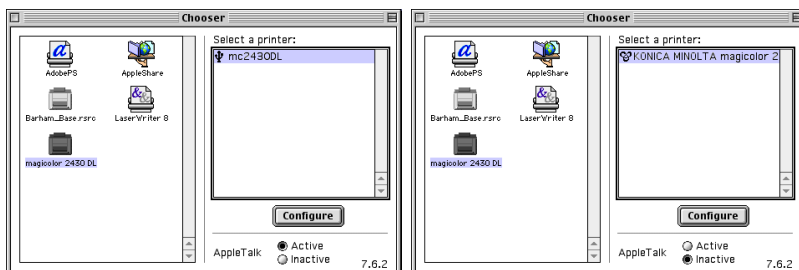 Chooser
Select a printer:
mc2430DL
AdobePS
AppleShare
Barham_Base.rsrc
LaserWriter 8
magicolor 2430 DL
Configure
AppleTalk
Active
Inactive
7.6.2
Chooser
Select a printer:
KONICA MINOLTA magicolor 2
AdobePS
AppleShare
Barham_Base.rsrc
LaserWriter 8
magicolor 2430 DL
Configure
AppleTalk
Active
Inactive
7.6.2